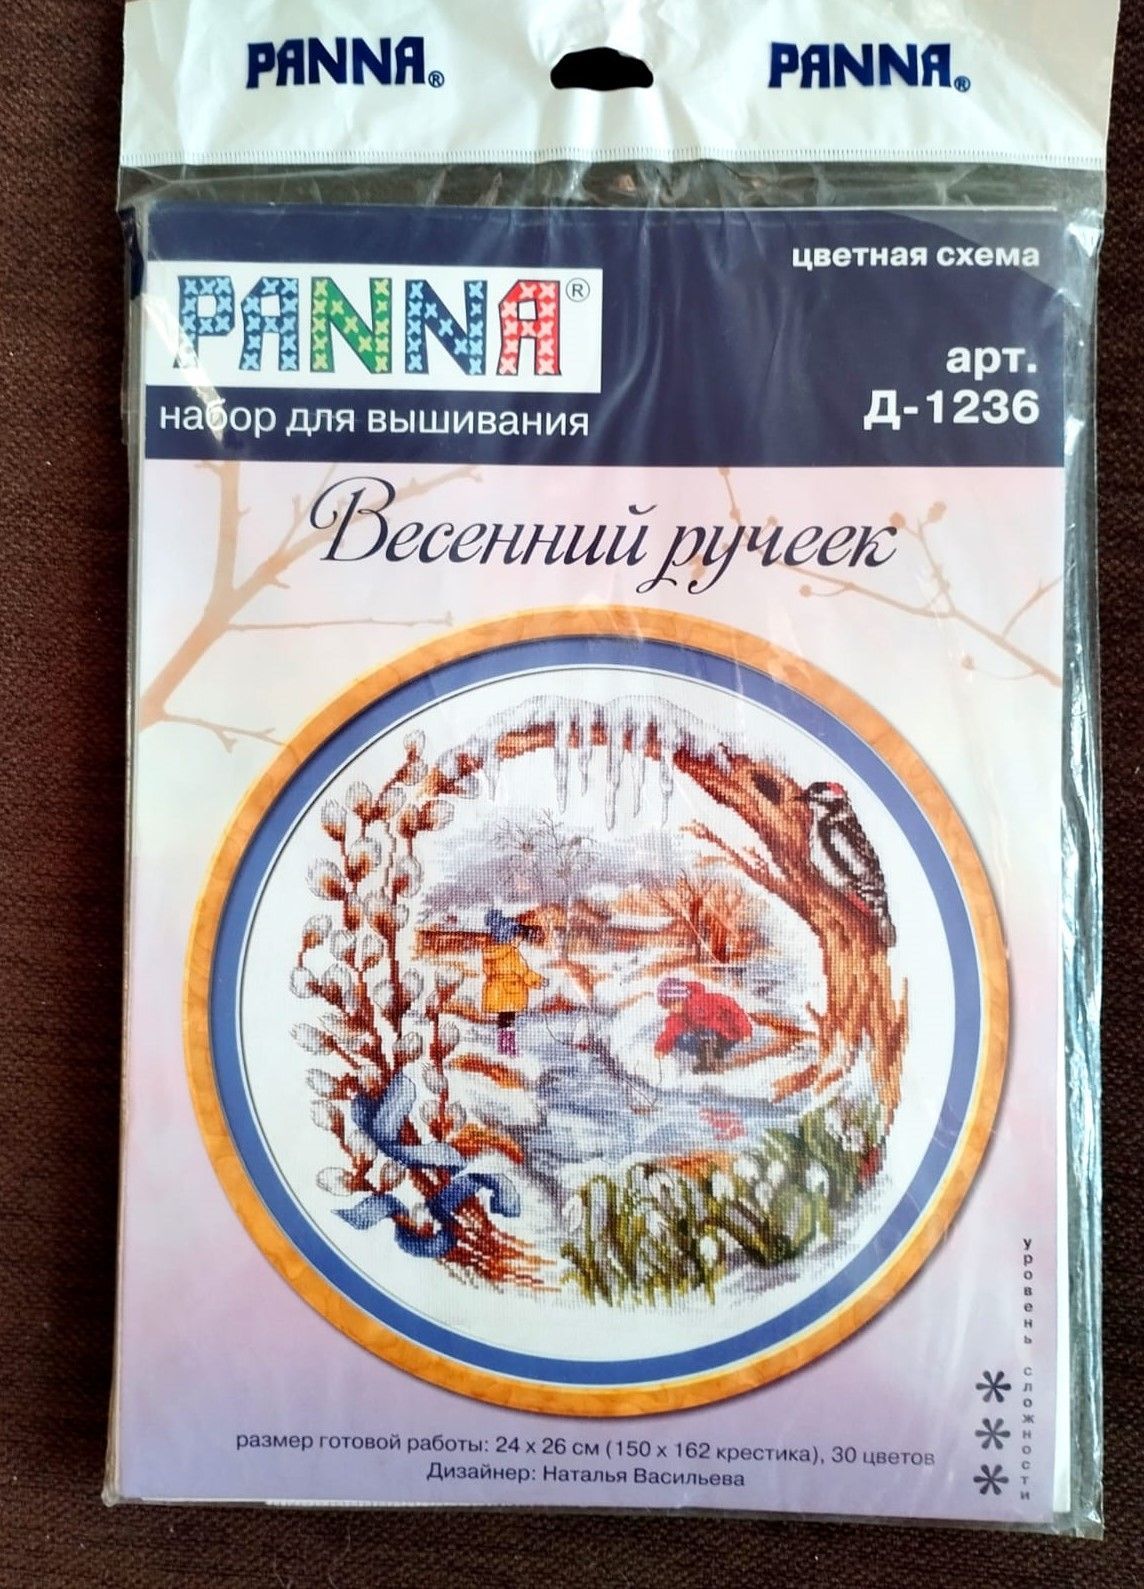 PANNA® PANNA®
цветная схема
PANNA®
арт.
Д-1236
набор для вышивания
Весенний ручеек
уровень сложности
размер готовой работы: 24 x 26 см (150 x 162 крестика), 30 цветов
Дизайнер: Наталья Васильева